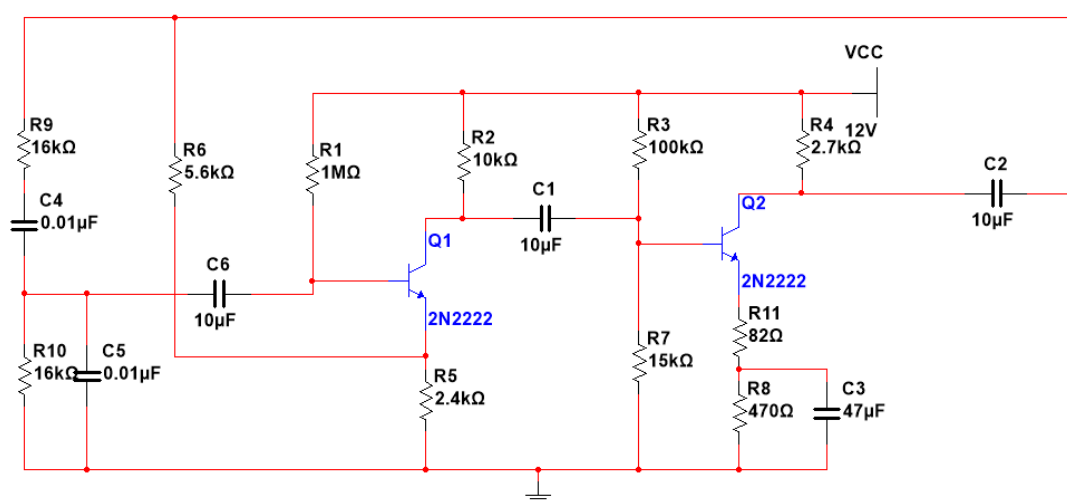 VCC
12V
R9
16kΩ
R6
5.6kΩ
R1
1MΩ
R2
10kΩ
R3
100kΩ
R4
2.7kΩ
C4
0.01µF
C1
10µF
Q1
2N2222
Q2
2N2222
C2
10µF
C6
10µF
R10
16kΩ
C5
0.01µF
R5
2.4kΩ
R7
15kΩ
R11
82Ω
R8
470Ω
C3
47µF